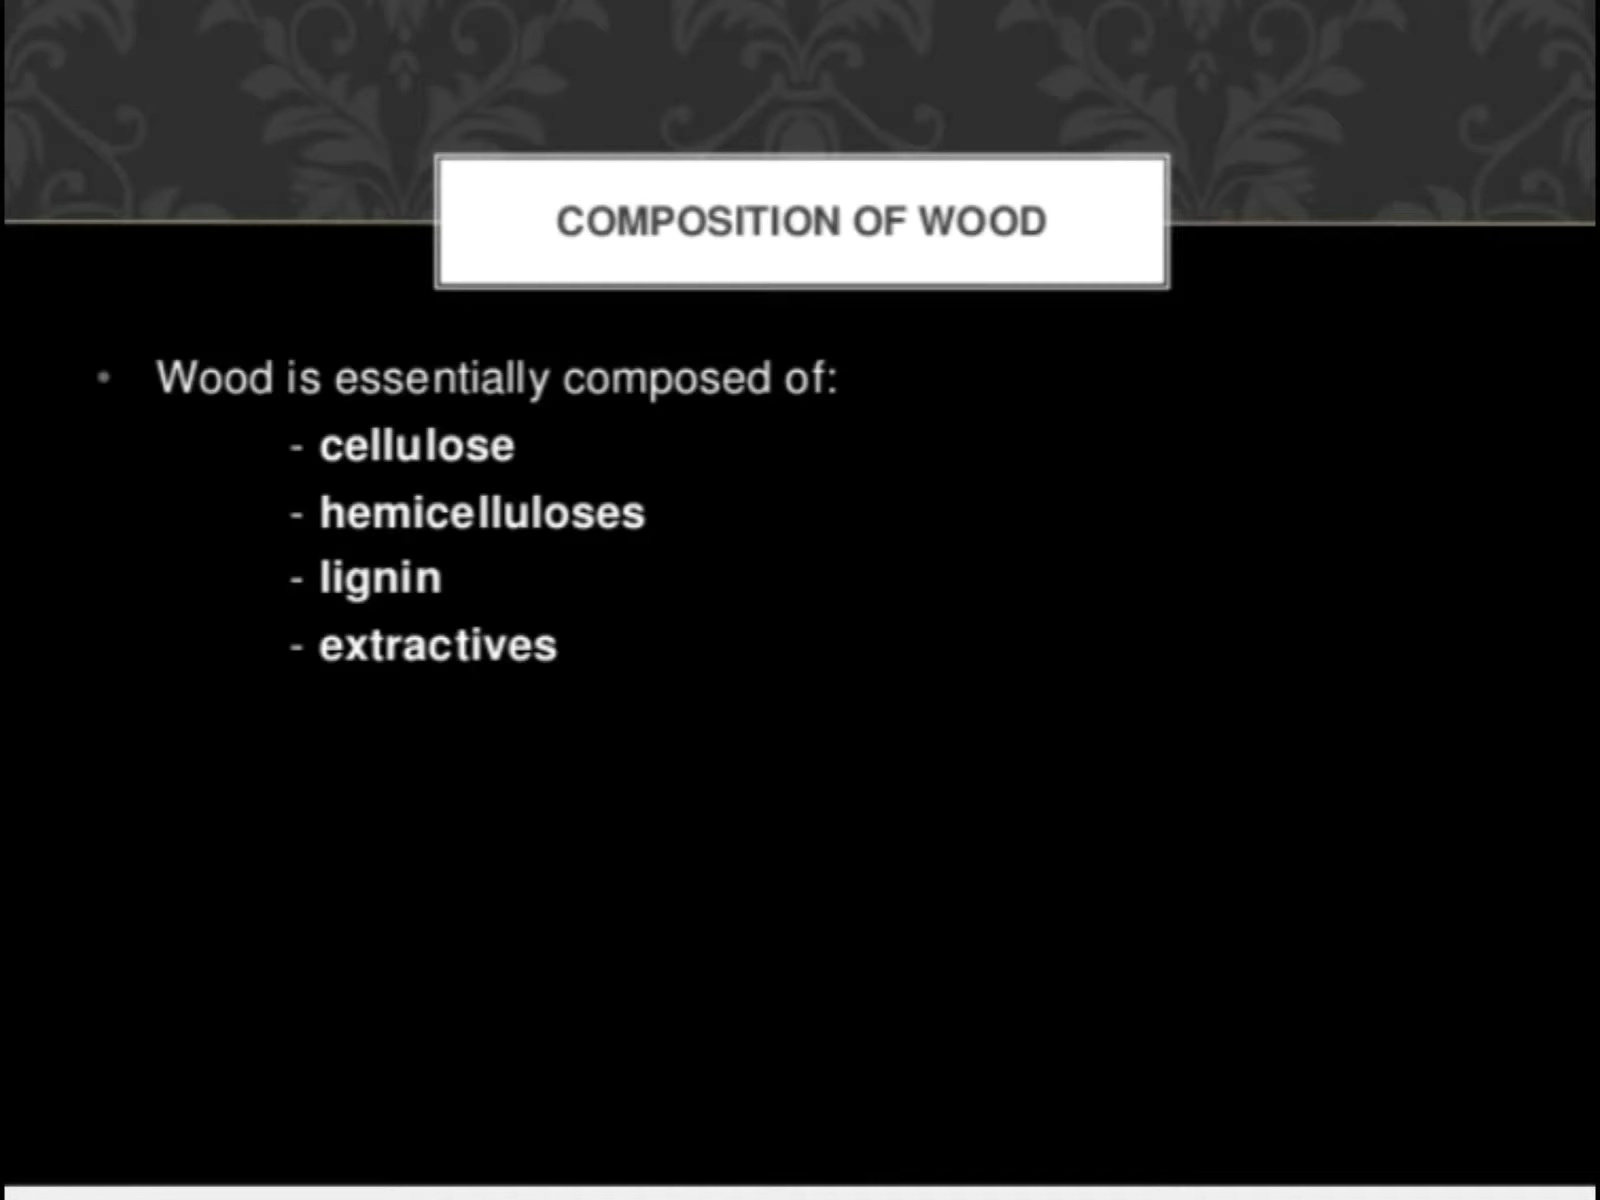 COMPOSITION OF WOOD
• Wood is essentially composed of:
- cellulose
- hemicelluloses
- lignin
- extractives